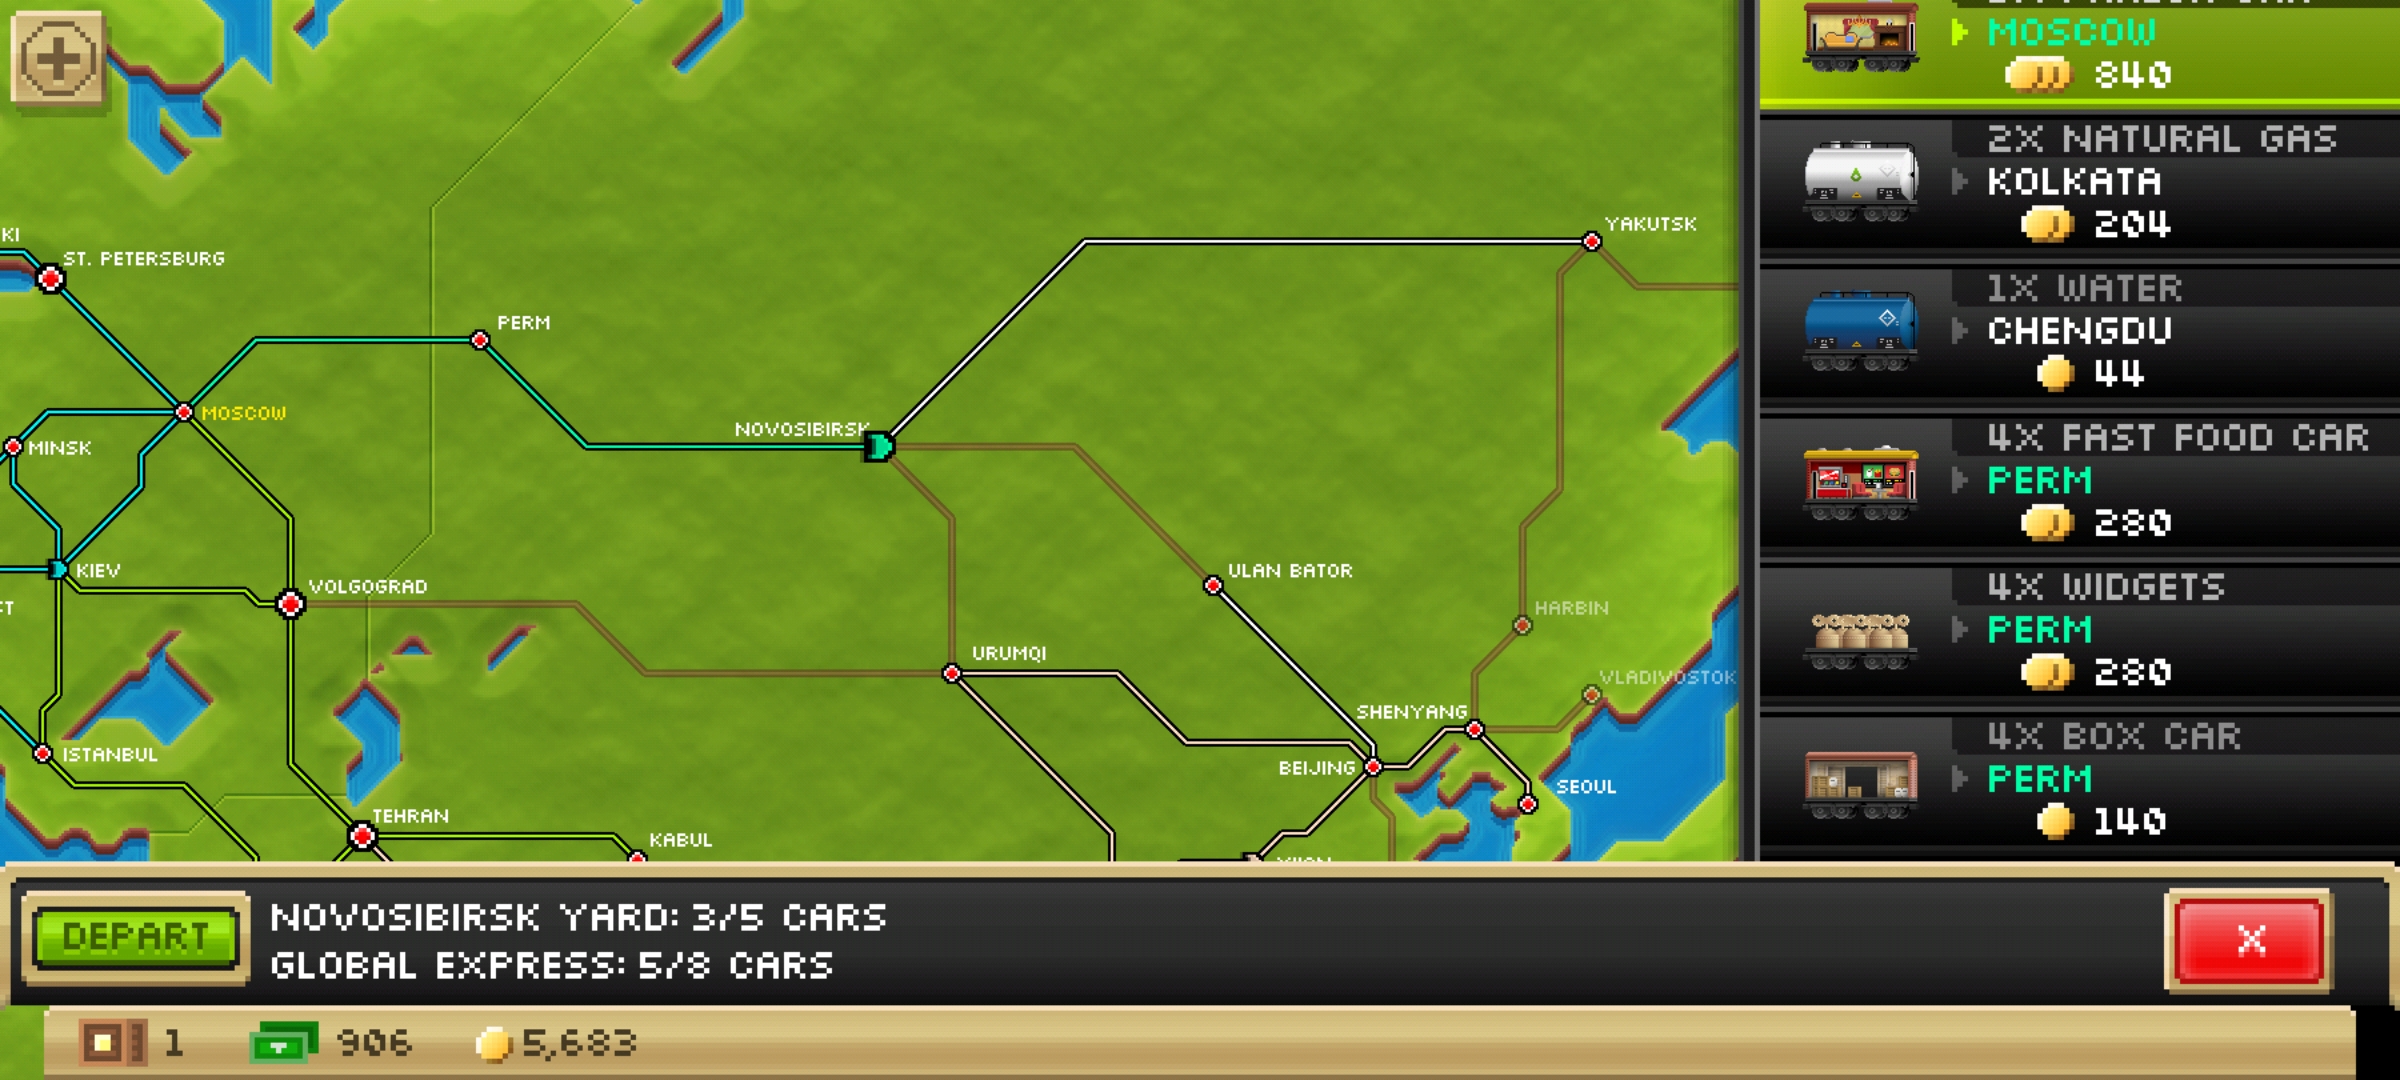 MOSCOW
840
2X NATURAL GAS
KOLKATA
204
1X WATER
CHENGDU
44
4X FAST FOOD CAR
PERM
280
4X WIDGETS
PERM
280
4X BOX CAR
PERM
140
YAKUTSK
KI
ST. PETERSBURG
PERM
MOSCOW
NOVOSIBIRSK
MINSK
KIEV
ULAN BATOR
VOLGOGRAD
HARBIN
URUMQI
VLADIVOSTOK
SHENYANG
ISTANBUL
BEIJING
SEOUL
TEHRAN
KABUL
DEPART
NOVOSIBIRSK YARD: 3/5 CARS
GLOBAL EXPRESS: 5/8 CARS
X
1
906
5,683